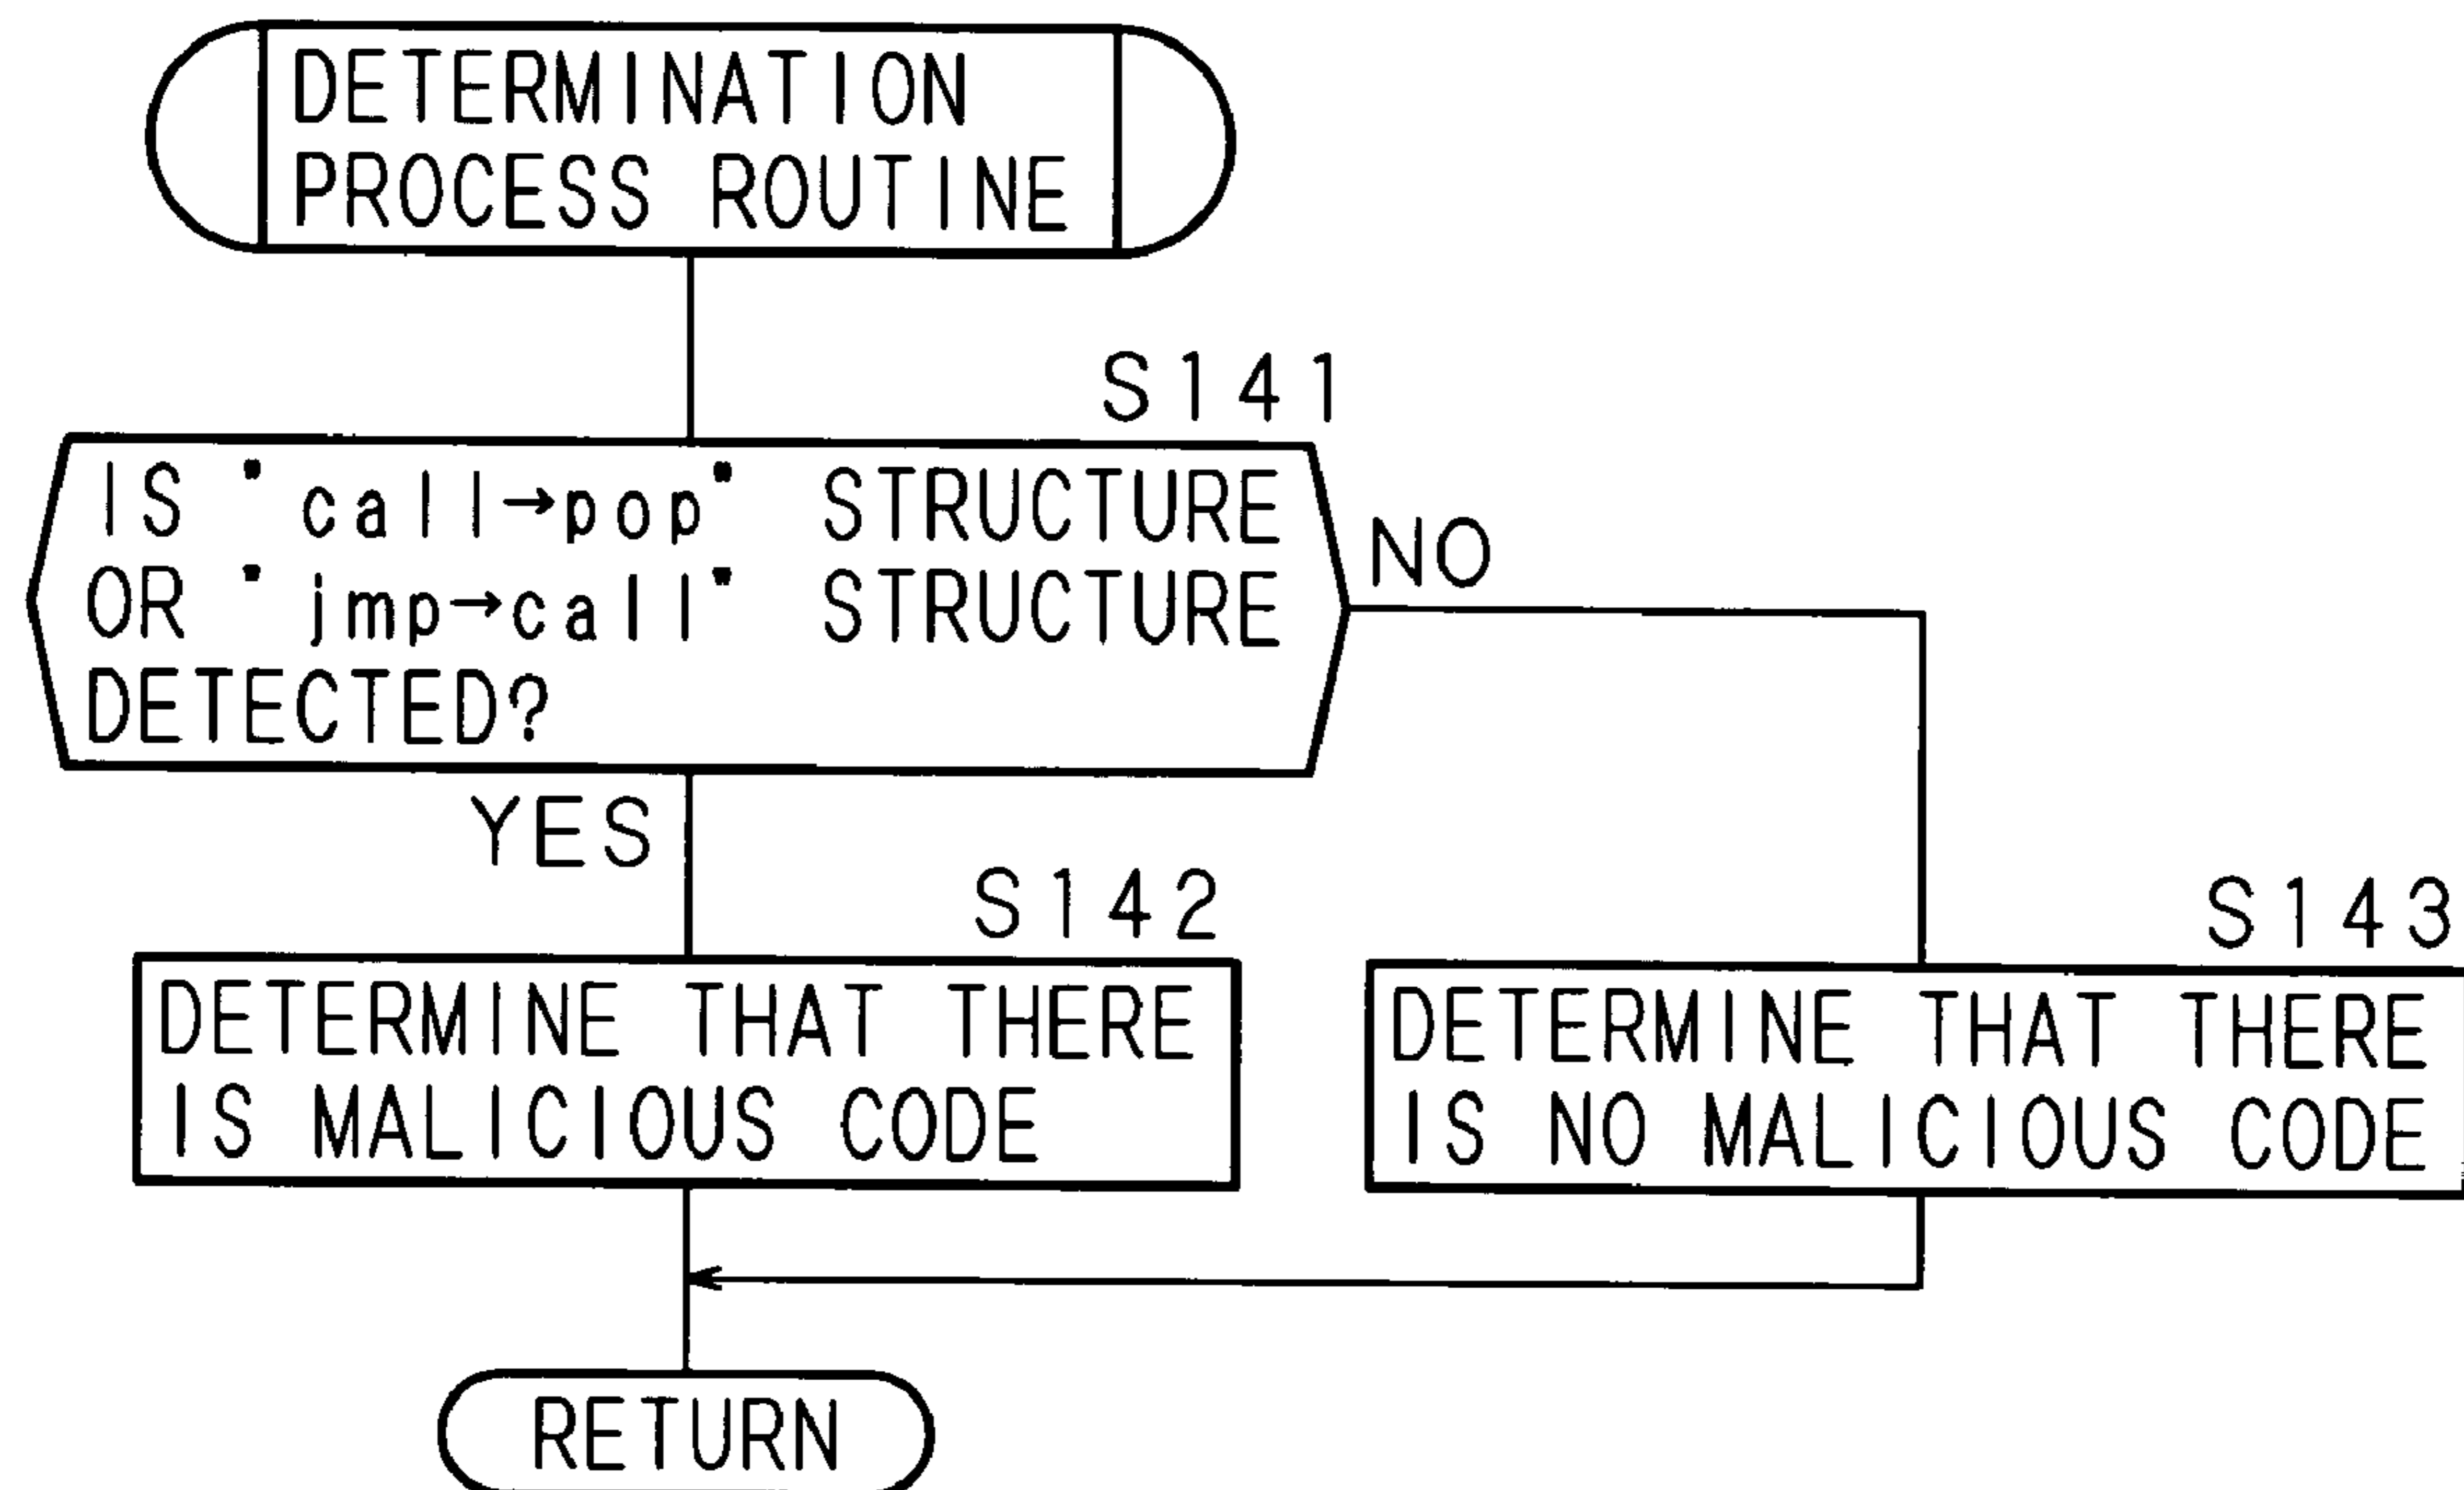 DETERMINATION
PROCESS ROUTINE
S141
IS "call→pop" STRUCTURE
OR "jmp→call" STRUCTURE
DETECTED?
NO
YES
S142
DETERMINE THAT THERE
IS MALICIOUS CODE
S143
DETERMINE THAT THERE
IS NO MALICIOUS CODE
RETURN